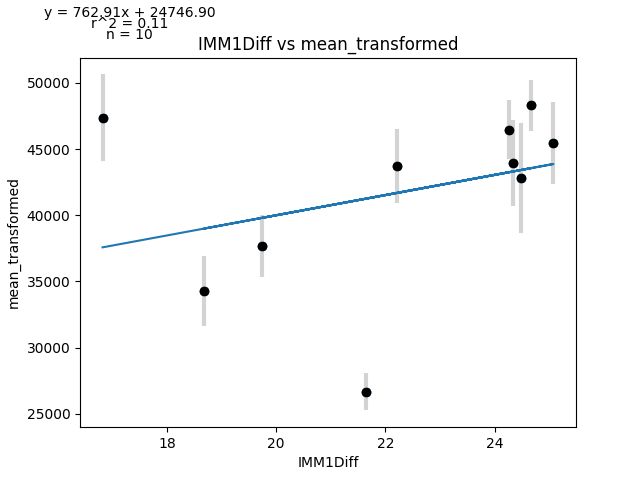 y = 762.91x + 24746.90
r^2 = 0.11
n = 10
IMM1Diff vs mean_transformed
50000
45000
40000
35000
30000
25000
mean_transformed
18
20
22
24
IMM1Diff